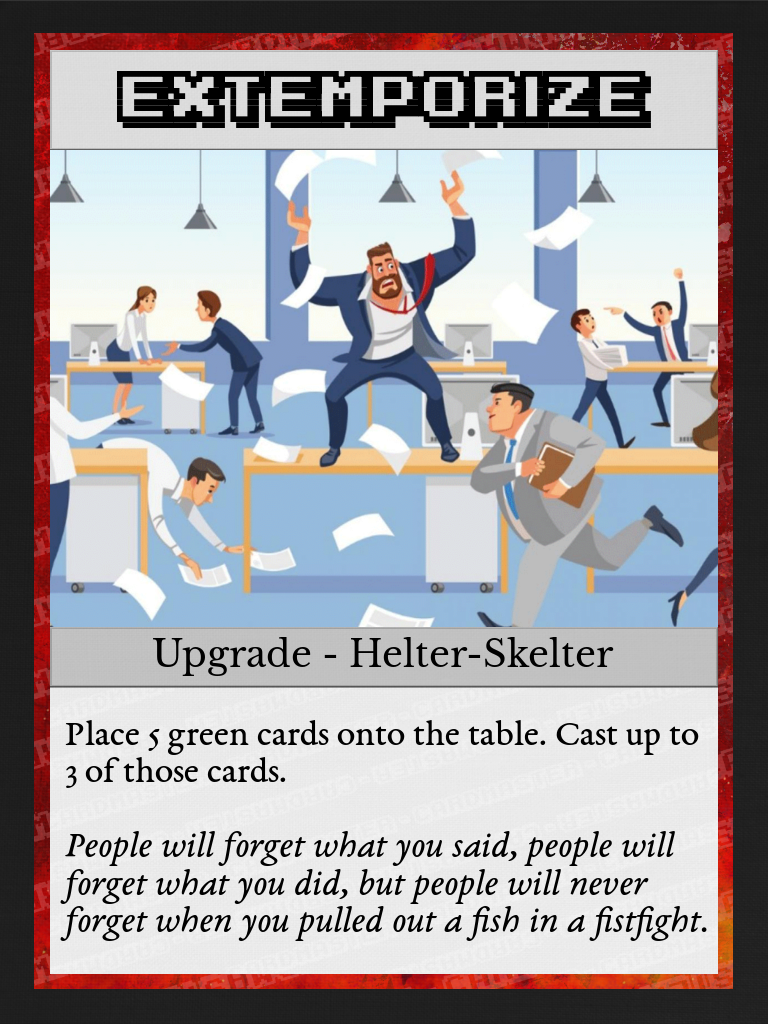 EXTEMPORIZE
Upgrade - Helter-Skelter
Place 5 green cards onto the table. Cast up to
3 of those cards.
People will forget what you said, people will
forget what you did, but people will never
forget when you pulled out a fish in a fistfight.